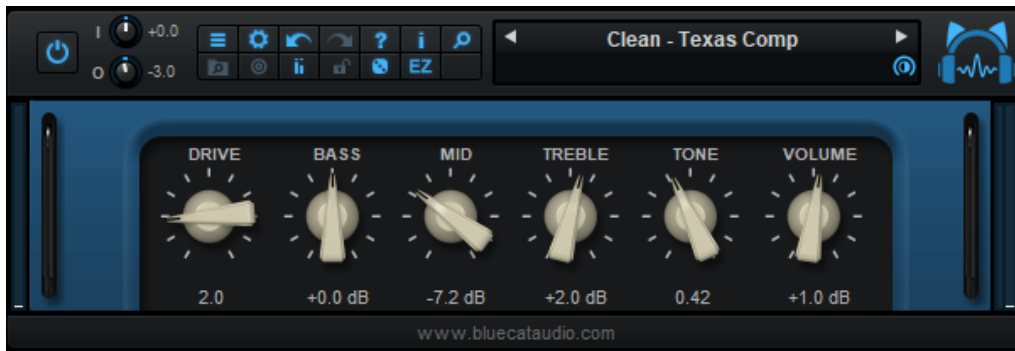 I +0.0
O -3.0
? i
EZ
Clean - Texas Comp
DRIVE BASS MID TREBLE TONE VOLUME
2.0 +0.0 dB -7.2 dB +2.0 dB 0.42 +1.0 dB
www.bluecataudio.com